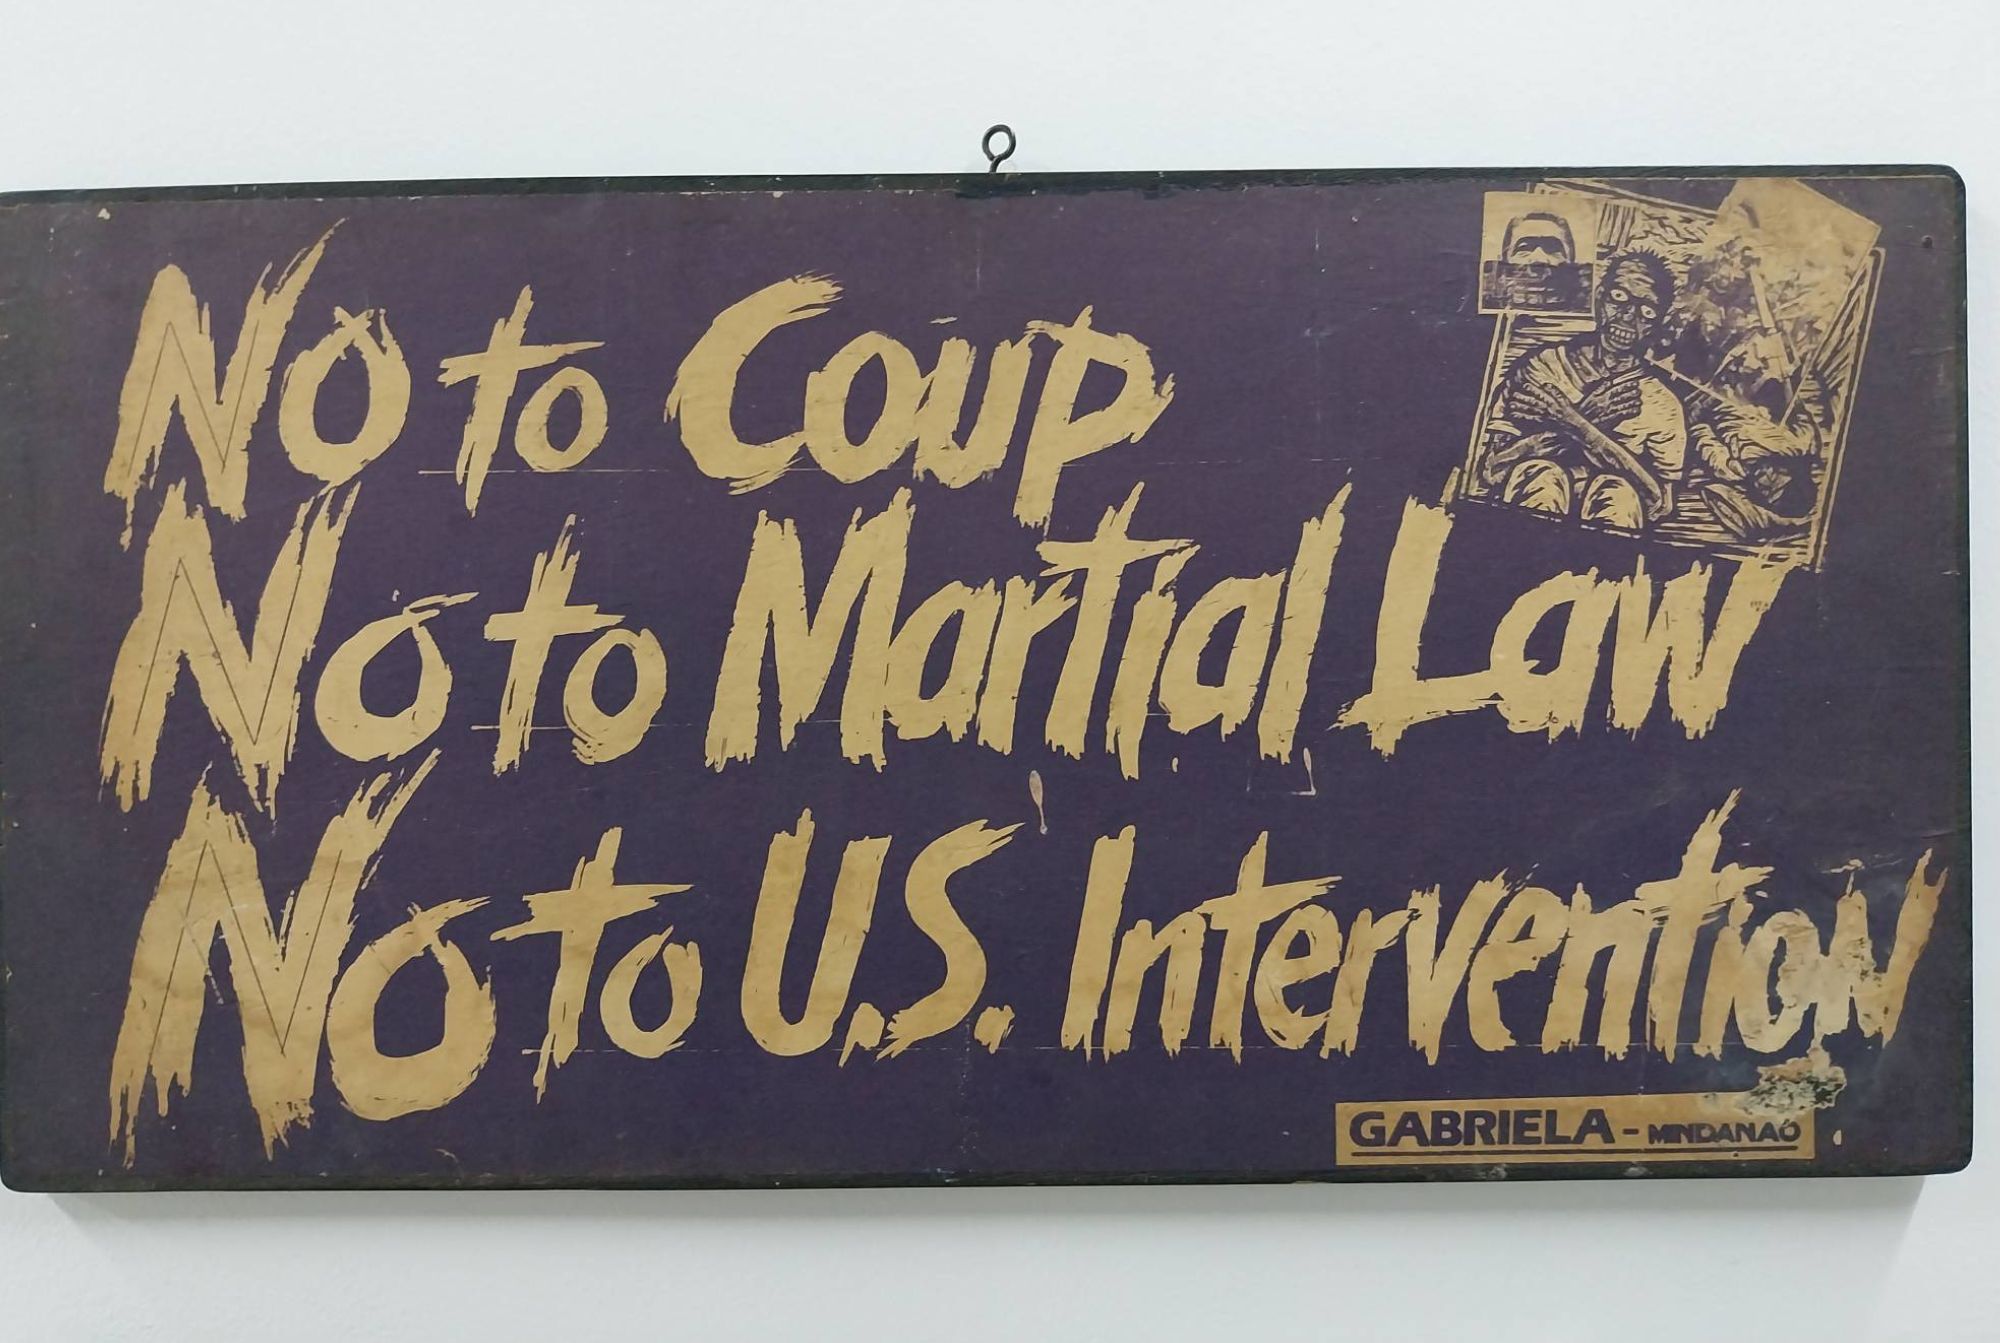 No to Coup
No to Martial Law
No to U.S. Intervention
GABRIELA - MINDANAO